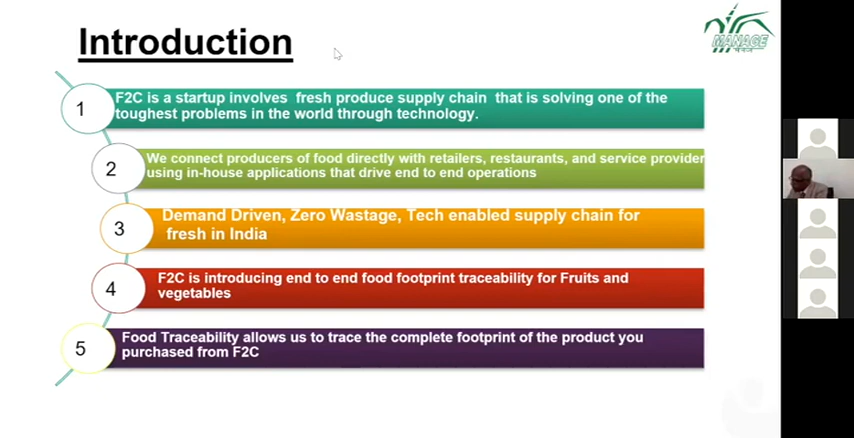 Introduction
MANAGE
मैनेज
1
F2C is a startup involves fresh produce supply chain that is solving one of the
toughest problems in the world through technology.
2
We connect producers of food directly with retailers, restaurants, and service provider
using in-house applications that drive end to end operations
3
Demand Driven, Zero Wastage, Tech enabled supply chain for
fresh in India
4
F2C is introducing end to end food footprint traceability for Fruits and
vegetables
5
Food Traceability allows us to trace the complete footprint of the product you
purchased from F2C